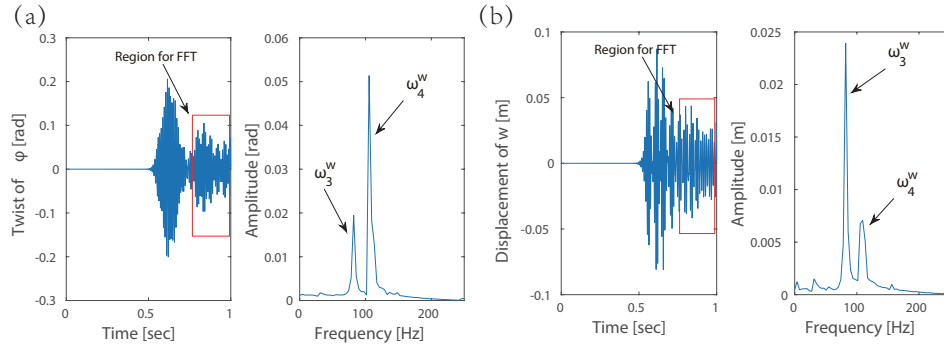 (a)
Twist of φ [rad]
0.3
0.2
0.1
0
-0.1
-0.2
-0.3
Region for FFT
0
0.5
1
Time [sec]
Amplitude [rad]
0.06
0.05
0.04
0.03
0.02
0.01
0
ω₄ʷ
ω₃ʷ
0
100
200
Frequency [Hz]
(b)
Displacement of w [m]
0.1
0.05
0
-0.05
-0.1
Region for FFT
0
0.5
1
Time [sec]
Amplitude [m]
0.025
0.02
0.015
0.01
0.005
0
ω₃ʷ
ω₄ʷ
0
100
200
Frequency [Hz]